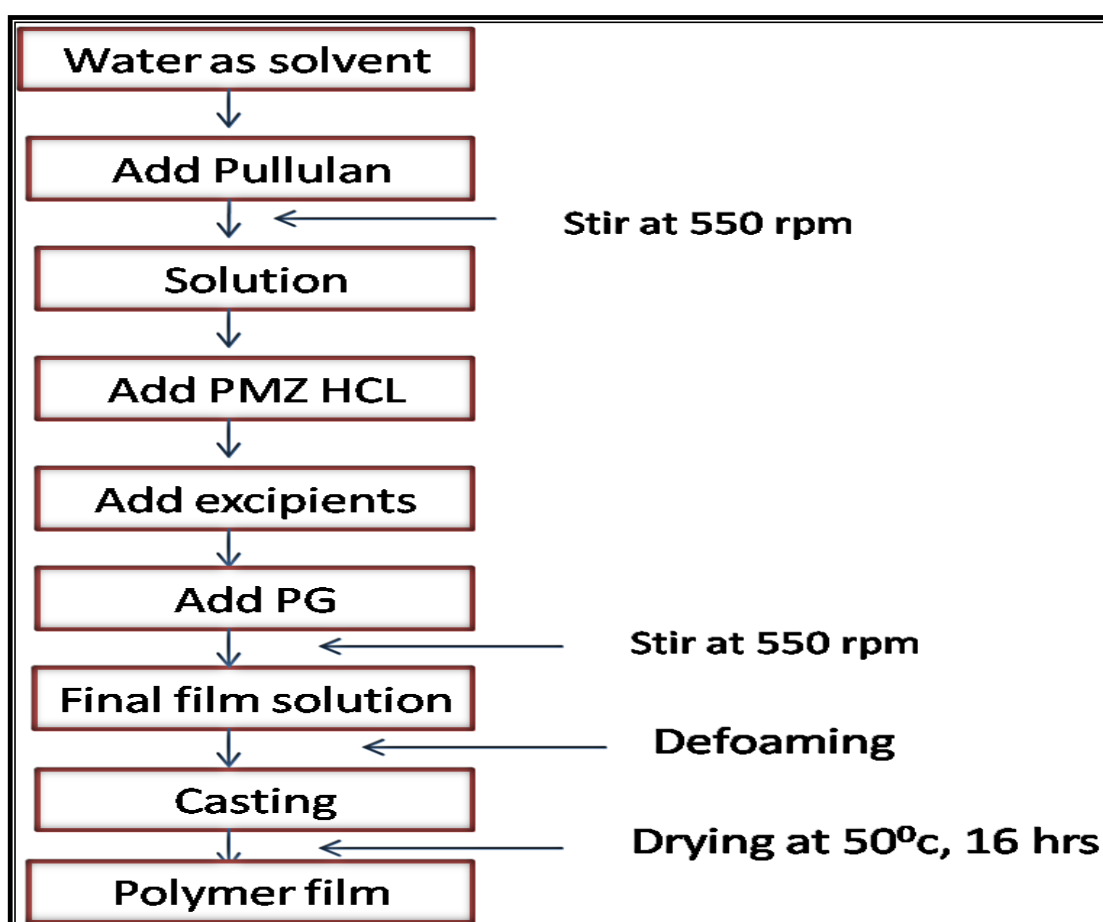 Water as solvent
Add Pullulan
Stir at 550 rpm
Solution
Add PMZ HCL
Add excipients
Add PG
Stir at 550 rpm
Final film solution
Defoaming
Casting
Drying at 50⁰c, 16 hrs
Polymer film